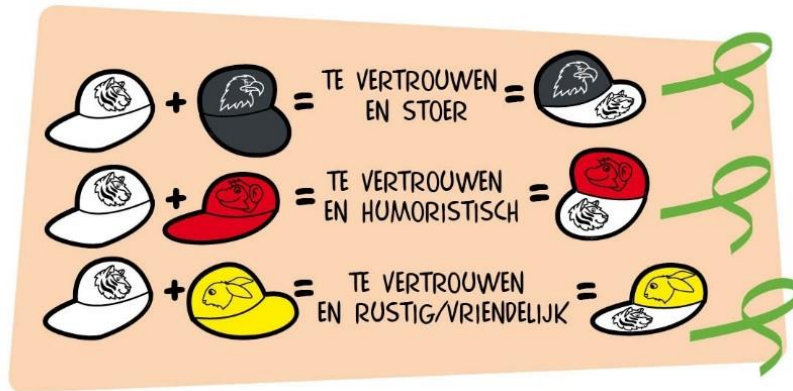 + = TE VERTROUWEN
EN STOER =
+ = TE VERTROUWEN
EN HUMORISTISCH =
+ = TE VERTROUWEN
EN RUSTIG/VRIENDELIJK =